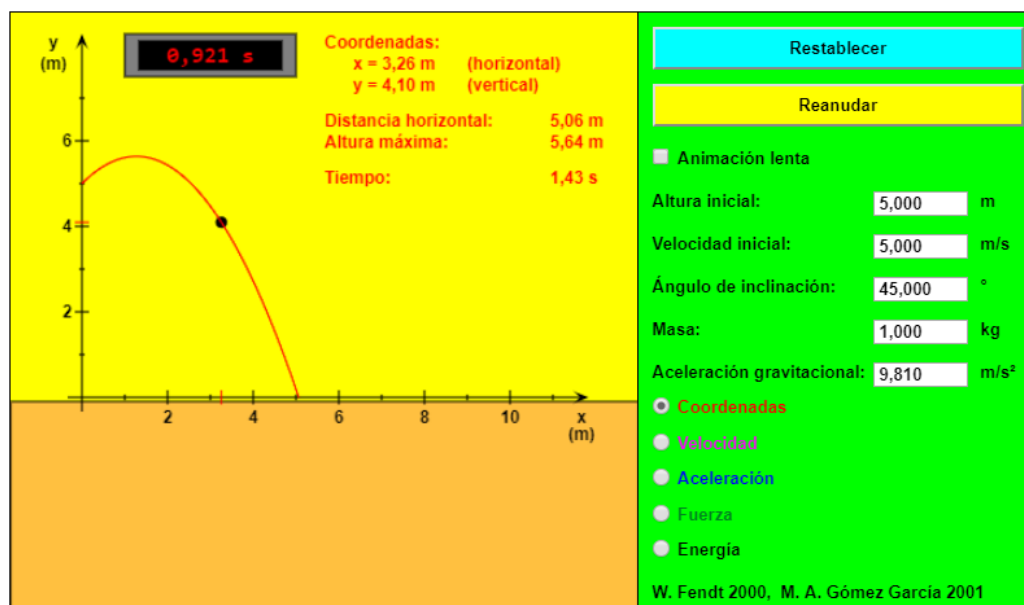 y
(m)
0,921 s
Coordenadas:
x = 3,26 m (horizontal)
y = 4,10 m (vertical)
Distancia horizontal: 5,06 m
Altura máxima: 5,64 m
Tiempo: 1,43 s
6
4
2
2 4 6 8 10 x
(m)
Restablecer
Reanudar
Animación lenta
Altura inicial: 5,000 m
Velocidad inicial: 5,000 m/s
Ángulo de inclinación: 45,000 °
Masa: 1,000 kg
Aceleración gravitacional: 9,810 m/s²
Coordenadas
Velocidad
Aceleración
Fuerza
Energía
W. Fendt 2000, M. A. Gómez García 2001